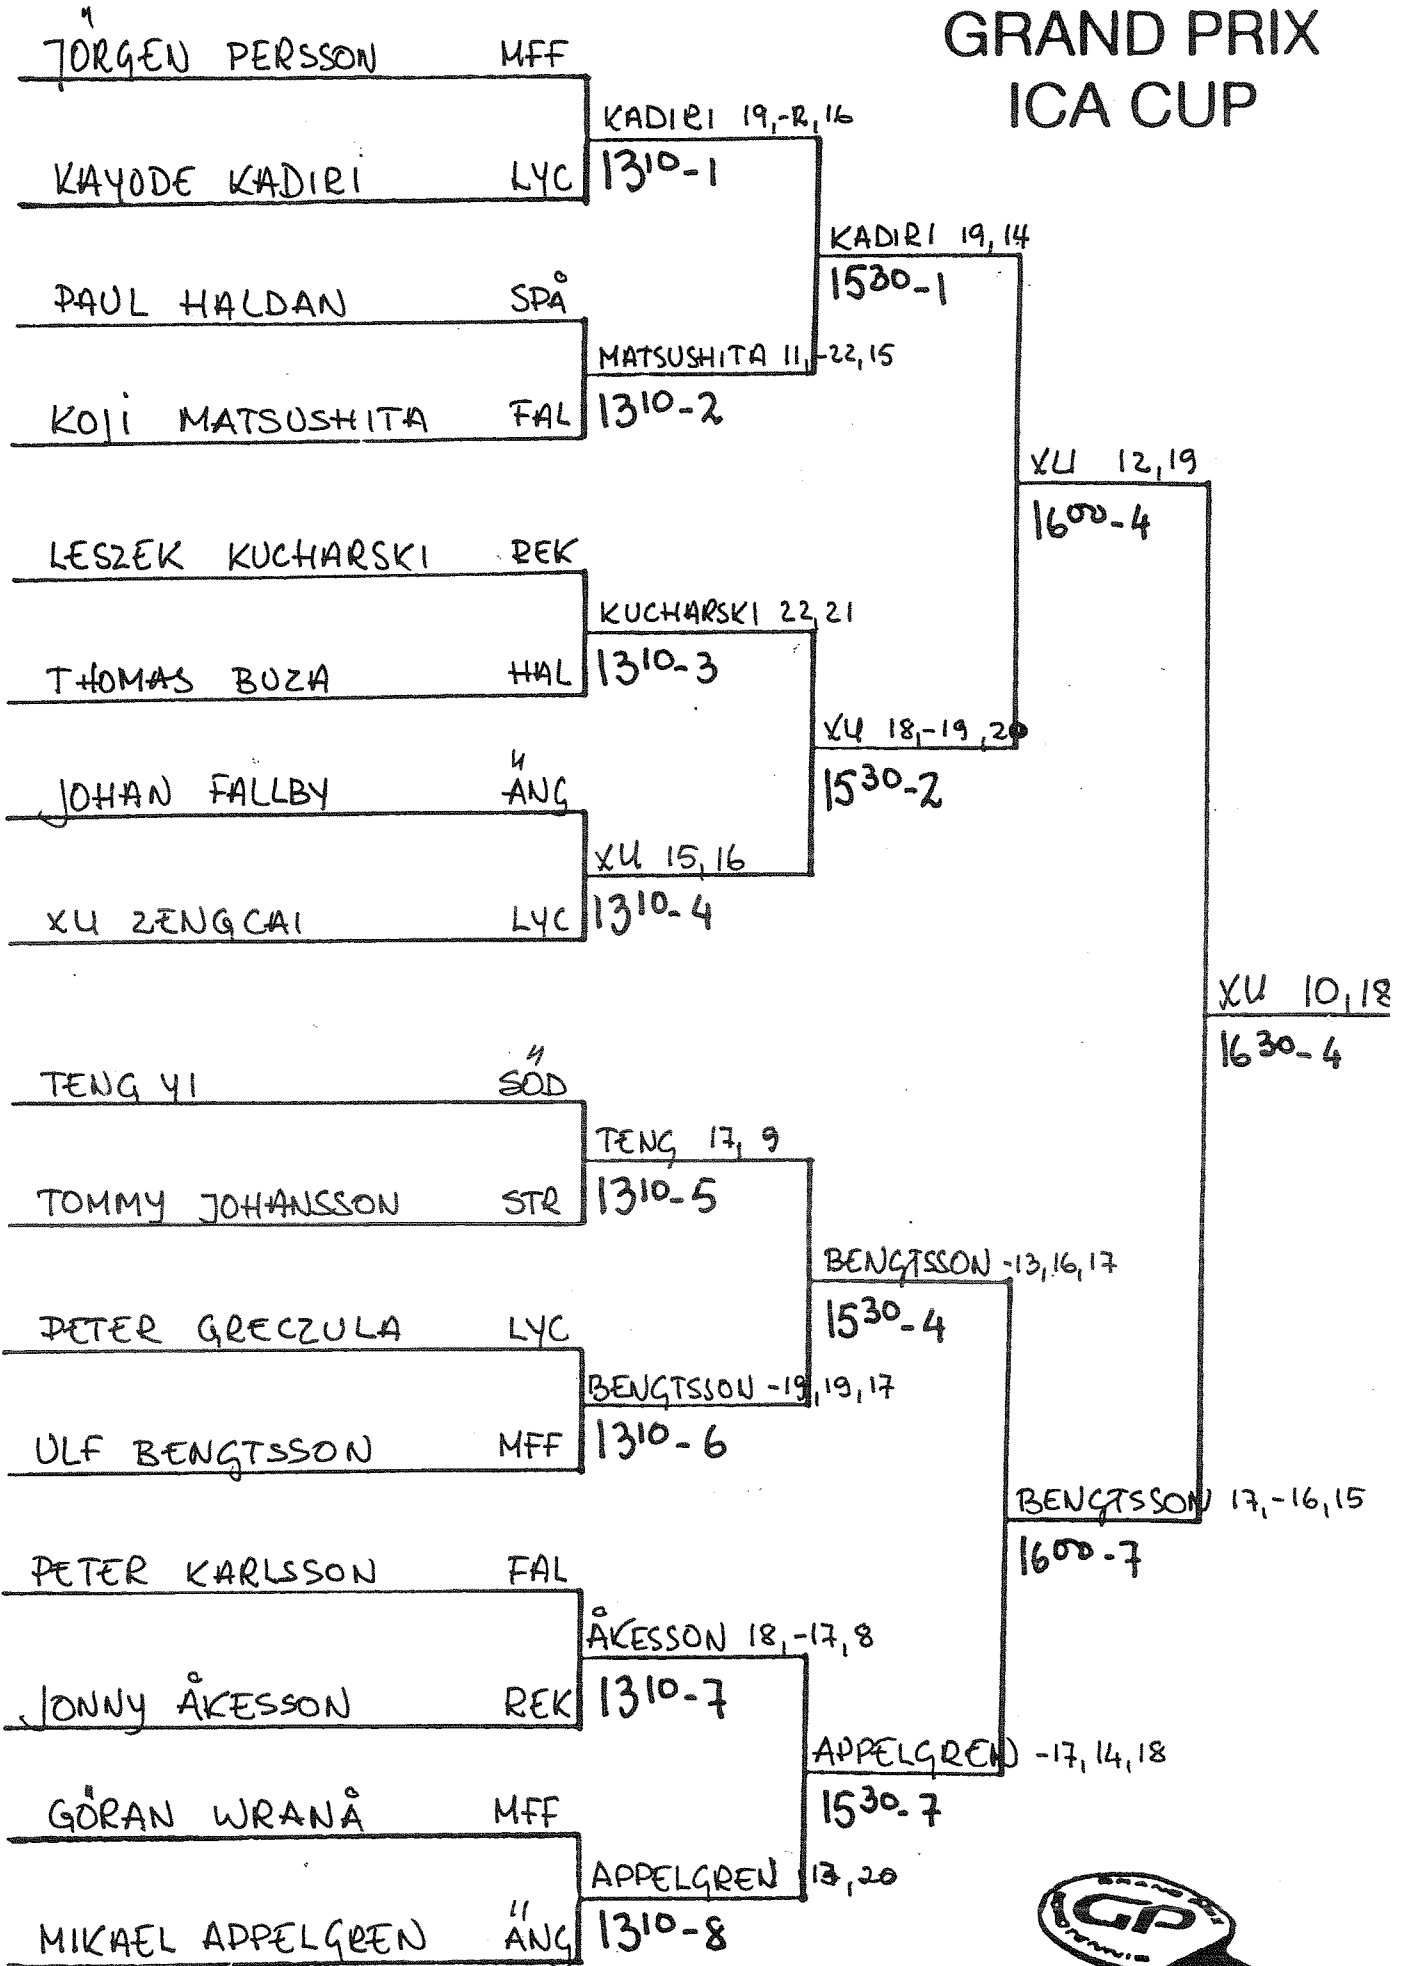 GRAND PRIX
ICA CUP
JÖRGEN PERSSON MFF
KADIRI 19,-R,16
1310-1
KAYODE KADIRI LYC
KADIRI 19,14
1530-1
PAUL HALDAN SPÅ
MATSUSHITA 11,-22,15
1310-2
KOJI MATSUSHITA FAL
XU 12,19
1600-4
LESZEK KUCHARSKI REK
KUCHARSKI 22,21
1310-3
THOMAS BUZA HAL
XU 18,-19,
1530-2
JOHAN FALLBY ÄNG
XU 15,16
1310-4
XU ZENGCAI LYC
XU 10,18
1630-4
TENG YI SÖD
TENG 17, 9
1310-5
TOMMY JOHANSSON STR
BENGTSSON -13,16,17
1530-4
PETER GRECZULA LYC
BENGTSSON -19,19,17
1310-6
ULF BENGTSSON MFF
BENGTSSON 17,-16,15
1600-7
PETER KARLSSON FAL
ÅKESSON 18,-17,8
1310-7
JONNY ÅKESSON REK
APPELGREN -17,14,18
1530-7
GÖRAN WRANÅ MFF
APPELGREN 13,20
1310-8
MIKAEL APPELGREN ÄNG
GP